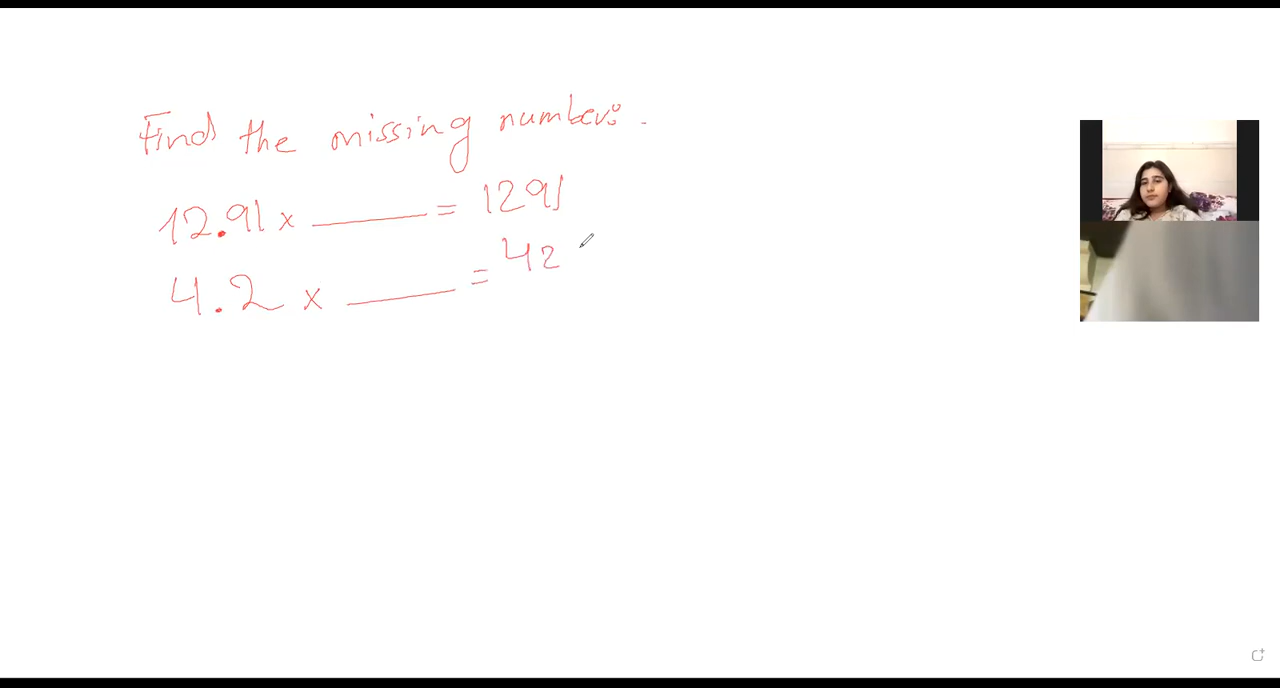 Find the missing numbers.
12.91 x ______ = 1291
4.2 x ______ = 42